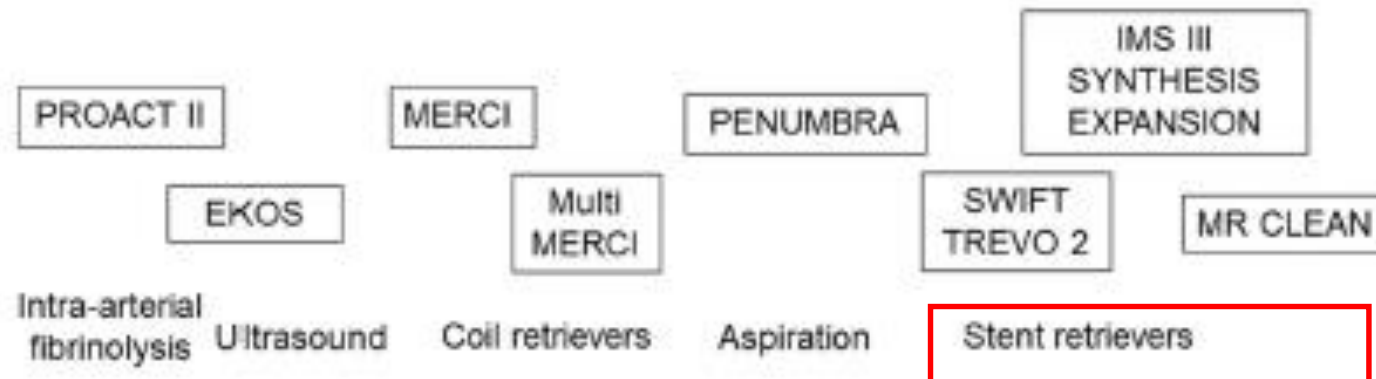 IMS III
SYNTHESIS
EXPANSION
PROACT II
MERCI
PENUMBRA
EKOS
Multi
MERCI
SWIFT
TREVO 2
MR CLEAN
Intra-arterial
fibrinolysis
Ultrasound
Coil retrievers
Aspiration
Stent retrievers